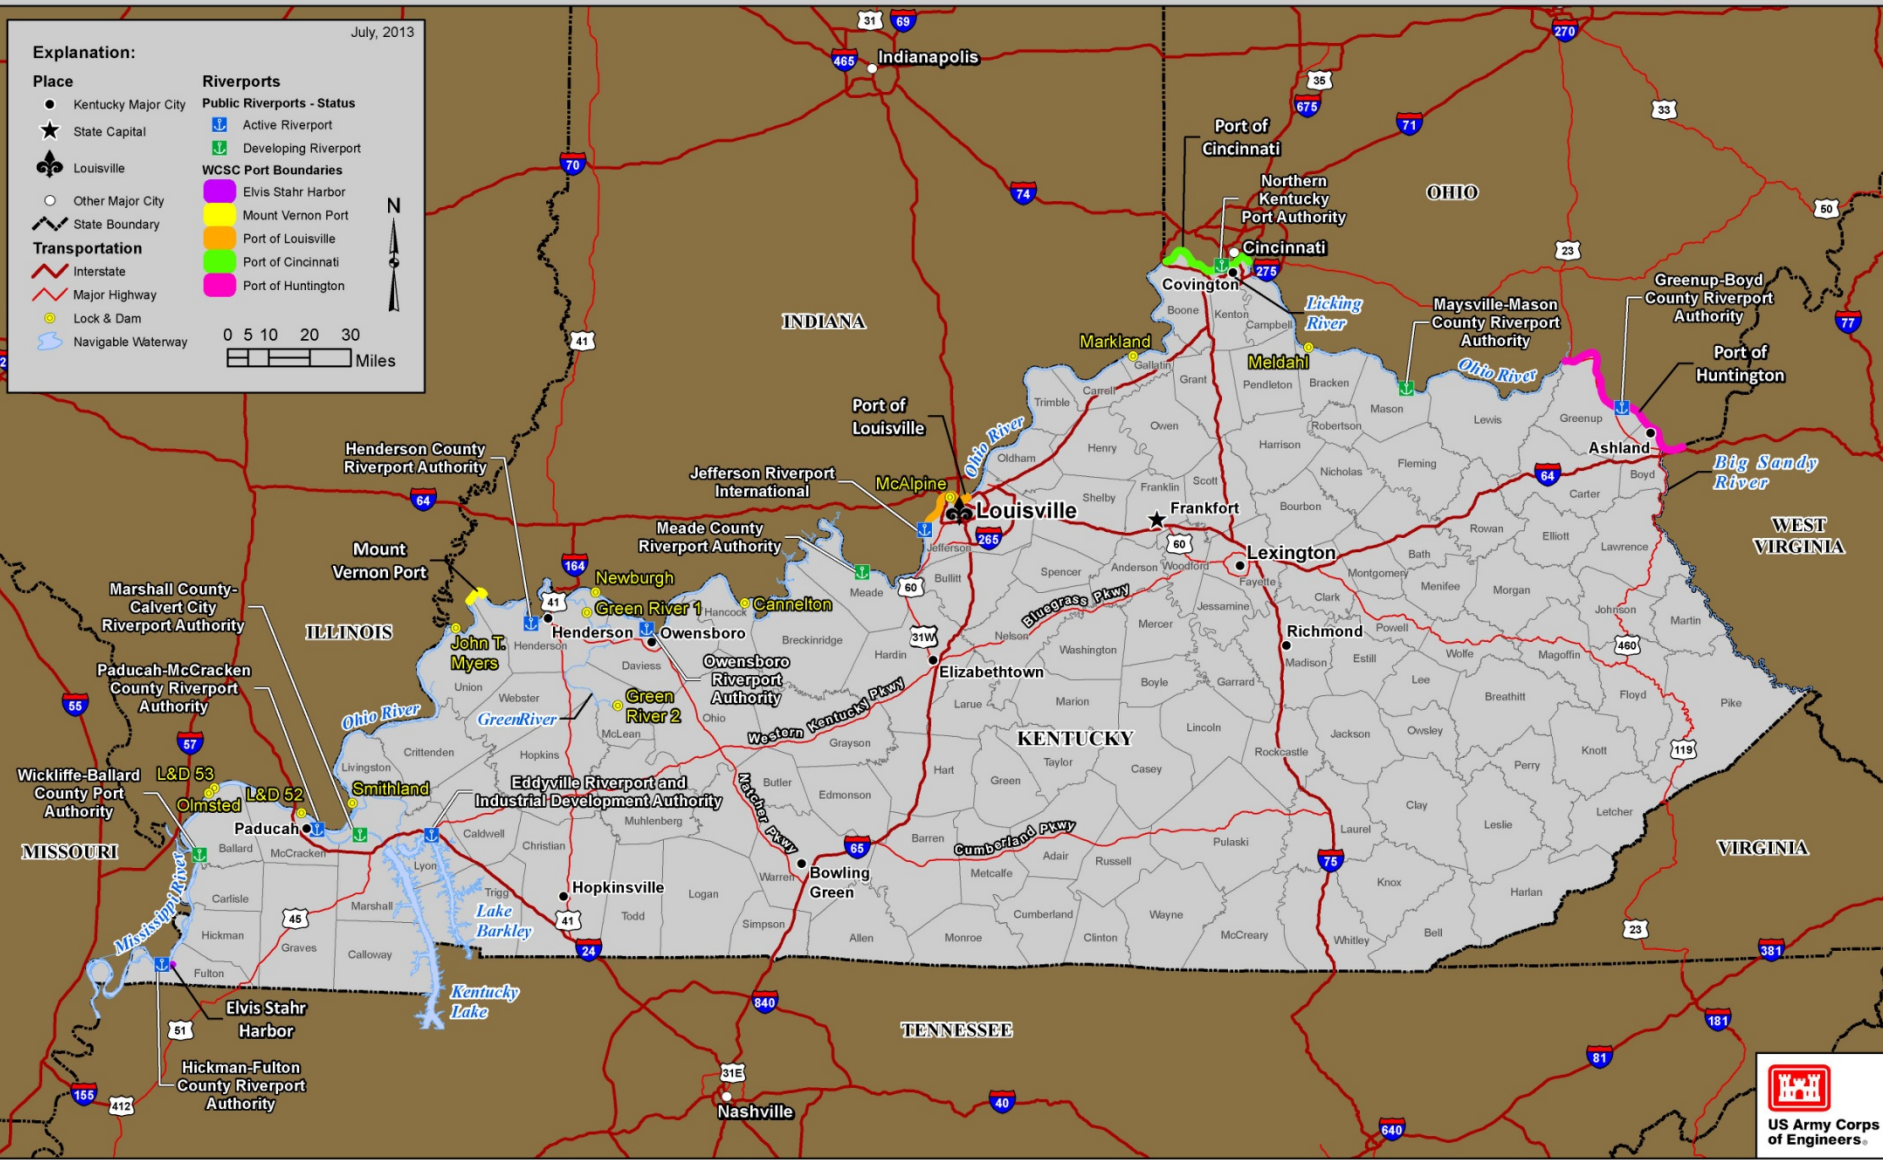 July, 2013
Explanation:
Place
Kentucky Major City
State Capital
Louisville
Other Major City
State Boundary
Transportation
Interstate
Major Highway
Lock & Dam
Navigable Waterway
Riverports
Public Riverports - Status
Active Riverport
Developing Riverport
WCSC Port Boundaries
Elvis Stahr Harbor
Mount Vernon Port
Port of Louisville
Port of Cincinnati
Port of Huntington
N
0 5 10 20 30
Miles
31
69
465
Indianapolis
270
35
675
33
71
70
74
50
23
77
41
Port of
Cincinnati
Northern
Kentucky
Port Authority
OHIO
Cincinnati
275
Covington
Licking
River
INDIANA
Boone
Kenton
Campbell
Markland
Meldahl
Gallatin
Maysville-Mason
County Riverport
Authority
Greenup-Boyd
County Riverport
Authority
Port of
Huntington
Ohio River
Grant
Pendleton
Bracken
Mason
Lewis
Greenup
Ashland
Boyd
Big Sandy
River
WEST
VIRGINIA
Trimble
Carroll
Owen
Robertson
Harrison
Henry
Oldham
Nicholas
Fleming
64
Carter
Port of
Louisville
Ohio River
Henderson County
Riverport Authority
Jefferson Riverport
International
McAlpine
Louisville
64
Shelby
Franklin
Scott
Frankfort
Bourbon
60
Lexington
Rowan
Elliott
Lawrence
Bath
Meade County
Riverport Authority
265
Jefferson
Bullitt
Spencer
Anderson
Woodford
Fayette
Montgomery
Menifee
Morgan
Clark
Johnson
Martin
Mount
Vernon Port
164
Newburgh
41
Green River 1
Hancock
Cannelton
Meade
60
Bluegrass Pkwy
Jessamine
Marshall County-
Calvert City
Riverport Authority
ILLINOIS
John T.
Myers
Henderson
Henderson
Owensboro
Daviess
Breckinridge
31W
Nelson
Washington
Mercer
Richmond
Madison
Powell
Estill
Wolfe
Magoffin
460
Paducah-McCracken
County Riverport
Authority
Union
Webster
Green
River 2
Owensboro
Riverport
Authority
Hardin
Elizabethtown
Boyle
Garrard
Lee
Breathitt
Floyd
Pike
55
Ohio River
GreenRiver
Ohio
Western Kentucky Pkwy
Larue
Marion
Lincoln
57
McLean
Grayson
KENTUCKY
Taylor
Casey
Rockcastle
Jackson
Owsley
Knott
119
Perry
Crittenden
Hopkins
Livingston
Wickliffe-Ballard
County Port
Authority
L&D 53
Olmsted
L&D 52
Smithland
Eddyville Riverport and
Industrial Development Authority
Natcher Pkwy
Butler
Edmonson
Hart
Green
Clay
Letcher
Paducah
Ballard
McCracken
Caldwell
Muhlenberg
Christian
MISSOURI
65
Barren
Cumberland Pkwy
Adair
Russell
Pulaski
Laurel
Leslie
VIRGINIA
75
Lyon
Trigg
Warren
Bowling
Green
Metcalfe
Knox
Harlan
Carlisle
Marshall
Hopkinsville
Logan
Todd
Simpson
Mississippi River
Hickman
45
Graves
Calloway
Lake
Barkley
41
24
Allen
Monroe
Cumberland
Clinton
Wayne
McCreary
Whitley
Bell
23
381
Fulton
Elvis Stahr
Harbor
51
Kentucky
Lake
840
TENNESSEE
181
Hickman-Fulton
County Riverport
Authority
155
412
31E
Nashville
40
81
640
US Army Corps
of Engineers®